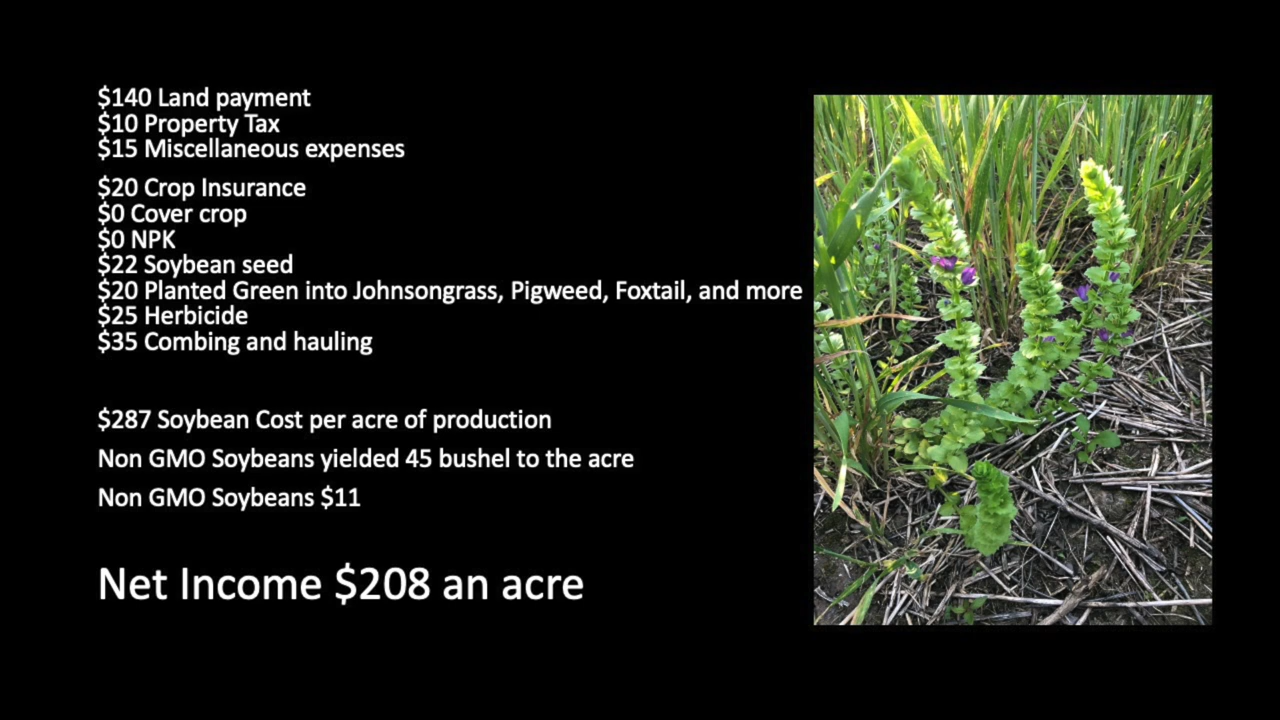 $140 Land payment
$10 Property Tax
$15 Miscellaneous expenses
$20 Crop Insurance
$0 Cover crop
$0 NPK
$22 Soybean seed
$20 Planted Green into Johnsongrass, Pigweed, Foxtail, and more
$25 Herbicide
$35 Combing and hauling
$287 Soybean Cost per acre of production
Non GMO Soybeans yielded 45 bushel to the acre
Non GMO Soybeans $11
Net Income $208 an acre